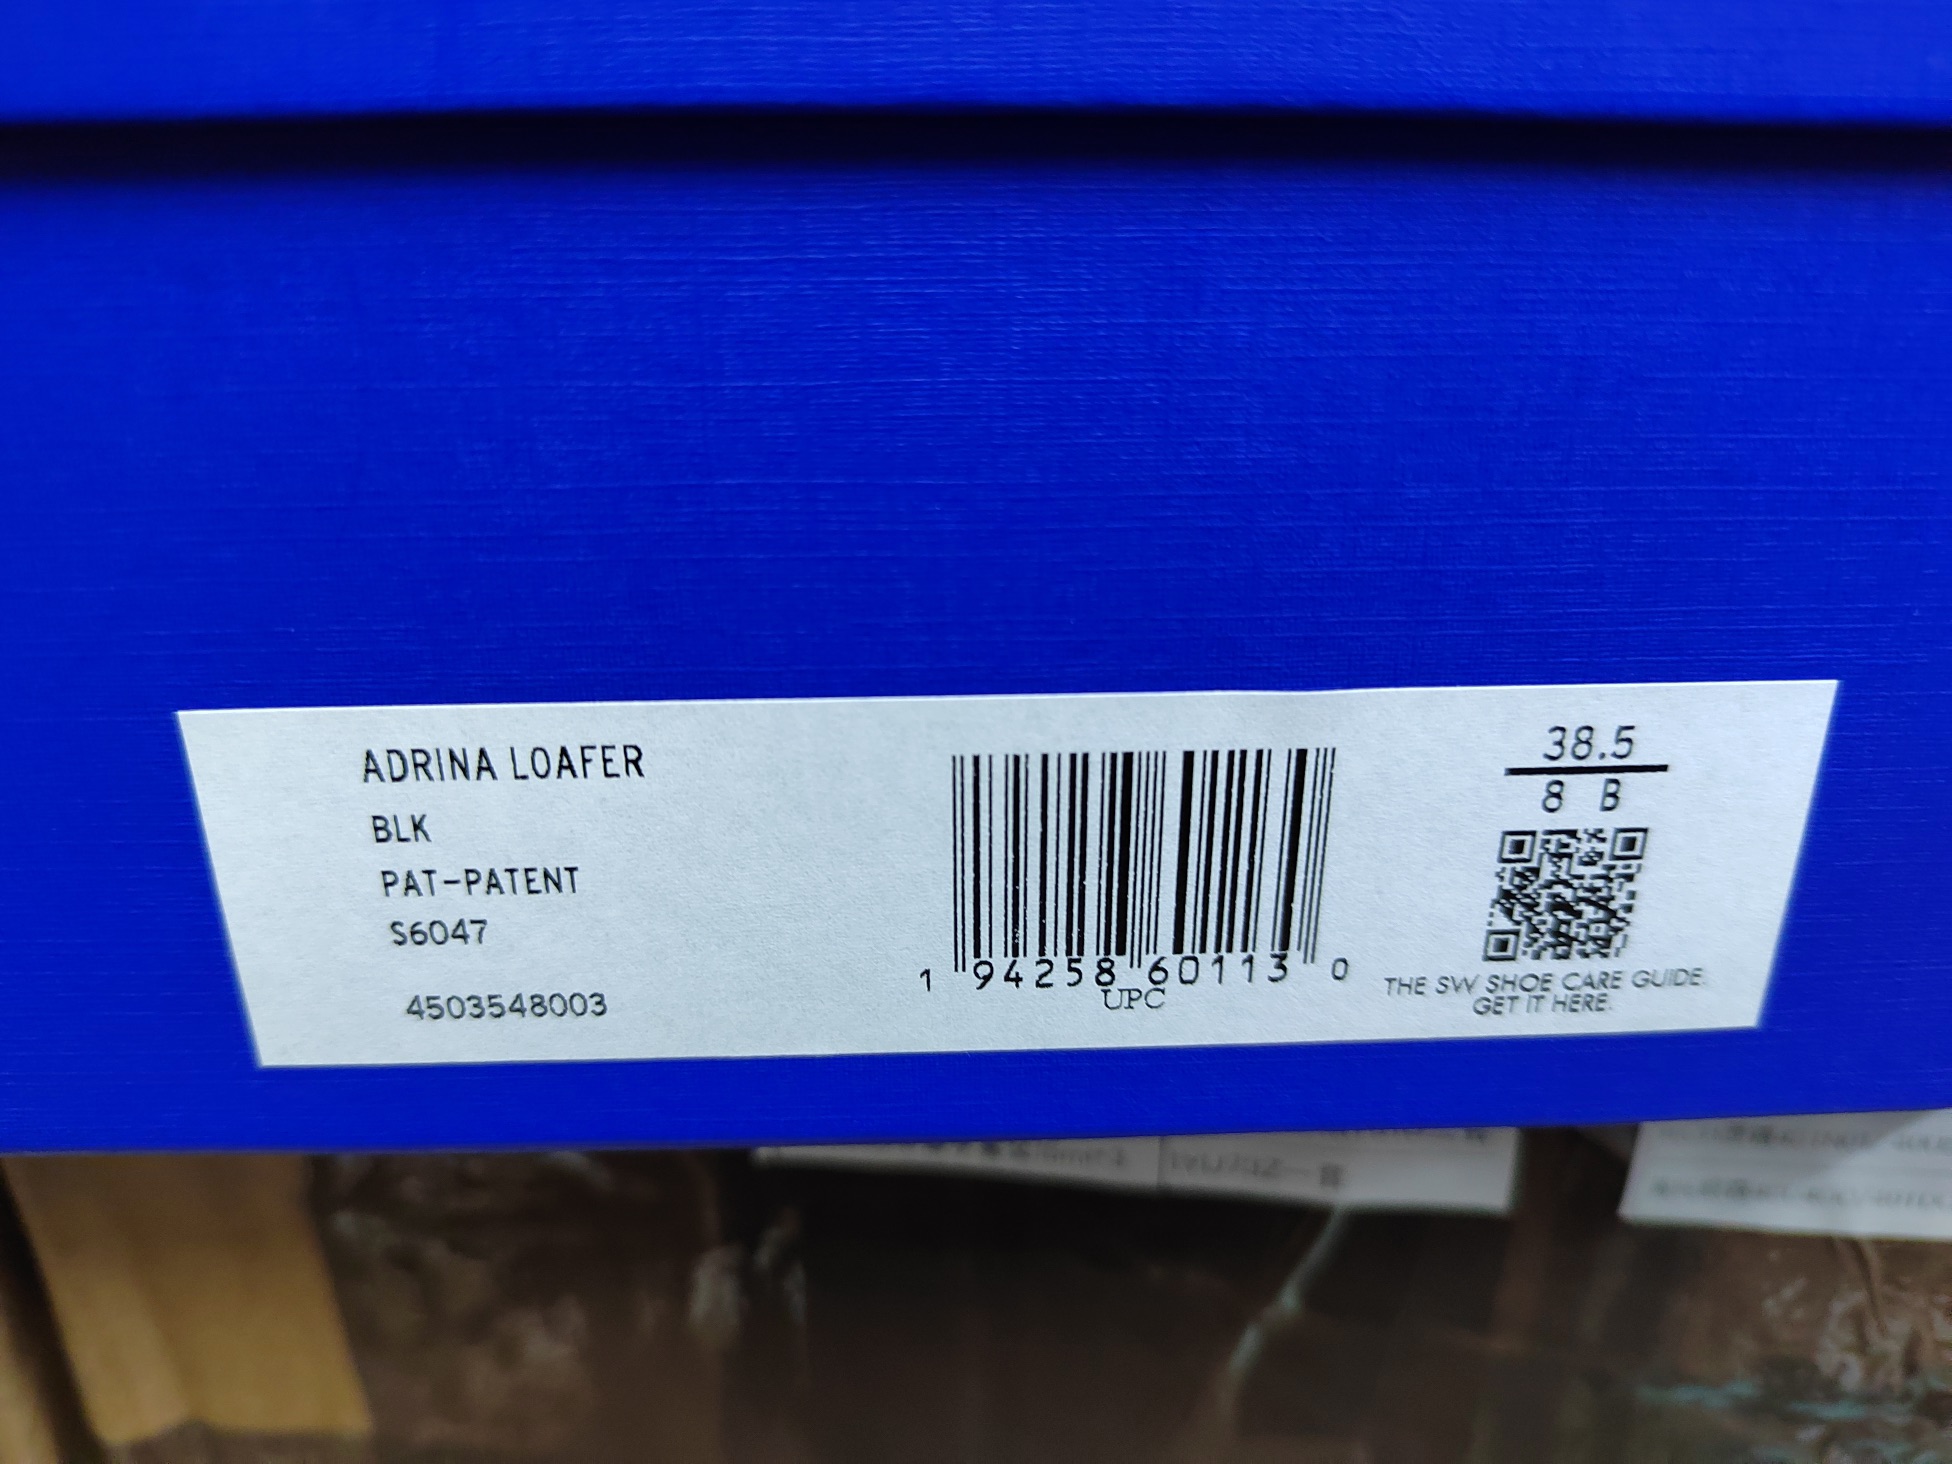 ADRINA LOAFER
BLK
PAT-PATENT
S6047
4503548003
1 94258 60113 0
UPC
38.5
8 B
THE SW SHOE CARE GUIDE.
GET IT HERE.